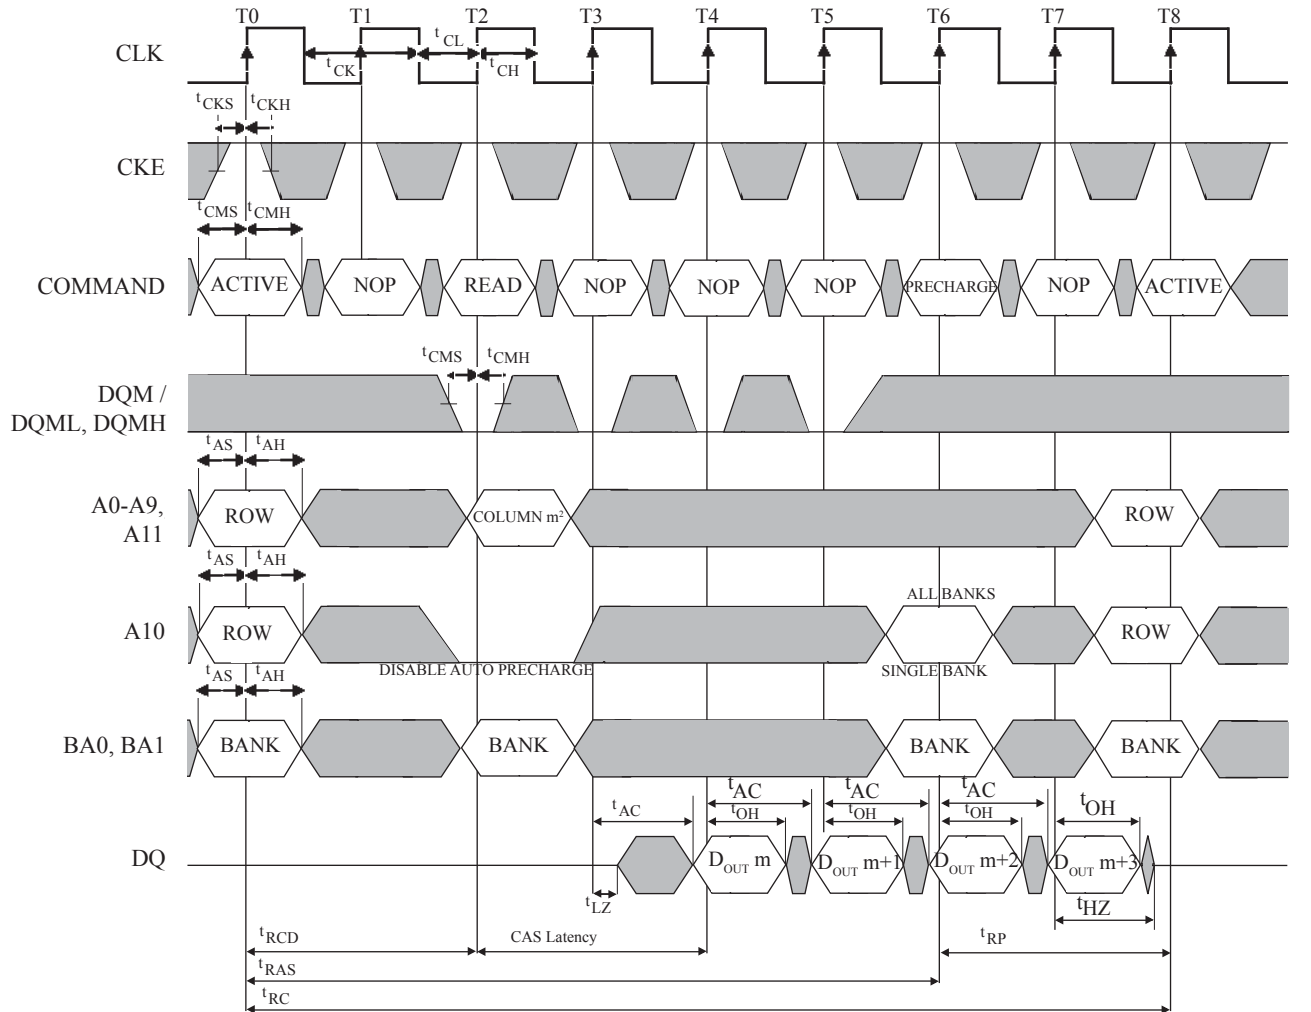 T0 T1 T2 T3 T4 T5 T6 T7 T8
CLK
tCL
tCK tCH
tCKS tCKH
CKE
tCMS tCMH
COMMAND ACTIVE NOP READ NOP NOP NOP PRECHARGE NOP ACTIVE
tCMS tCMH
DQM /
DQML, DQMH
tAS tAH
A0-A9,
A11
ROW COLUMN m² ROW
tAS tAH
ALL BANKS
A10 ROW ROW
DISABLE AUTO PRECHARGE SINGLE BANK
tAS tAH
BA0, BA1 BANK BANK BANK BANK
tAC tAC tAC tAC
tOH tOH tOH tOH
DQ DOUT m DOUT m+1 DOUT m+2 DOUT m+3
tLZ tHZ
tRCD CAS Latency tRP
tRAS
tRC